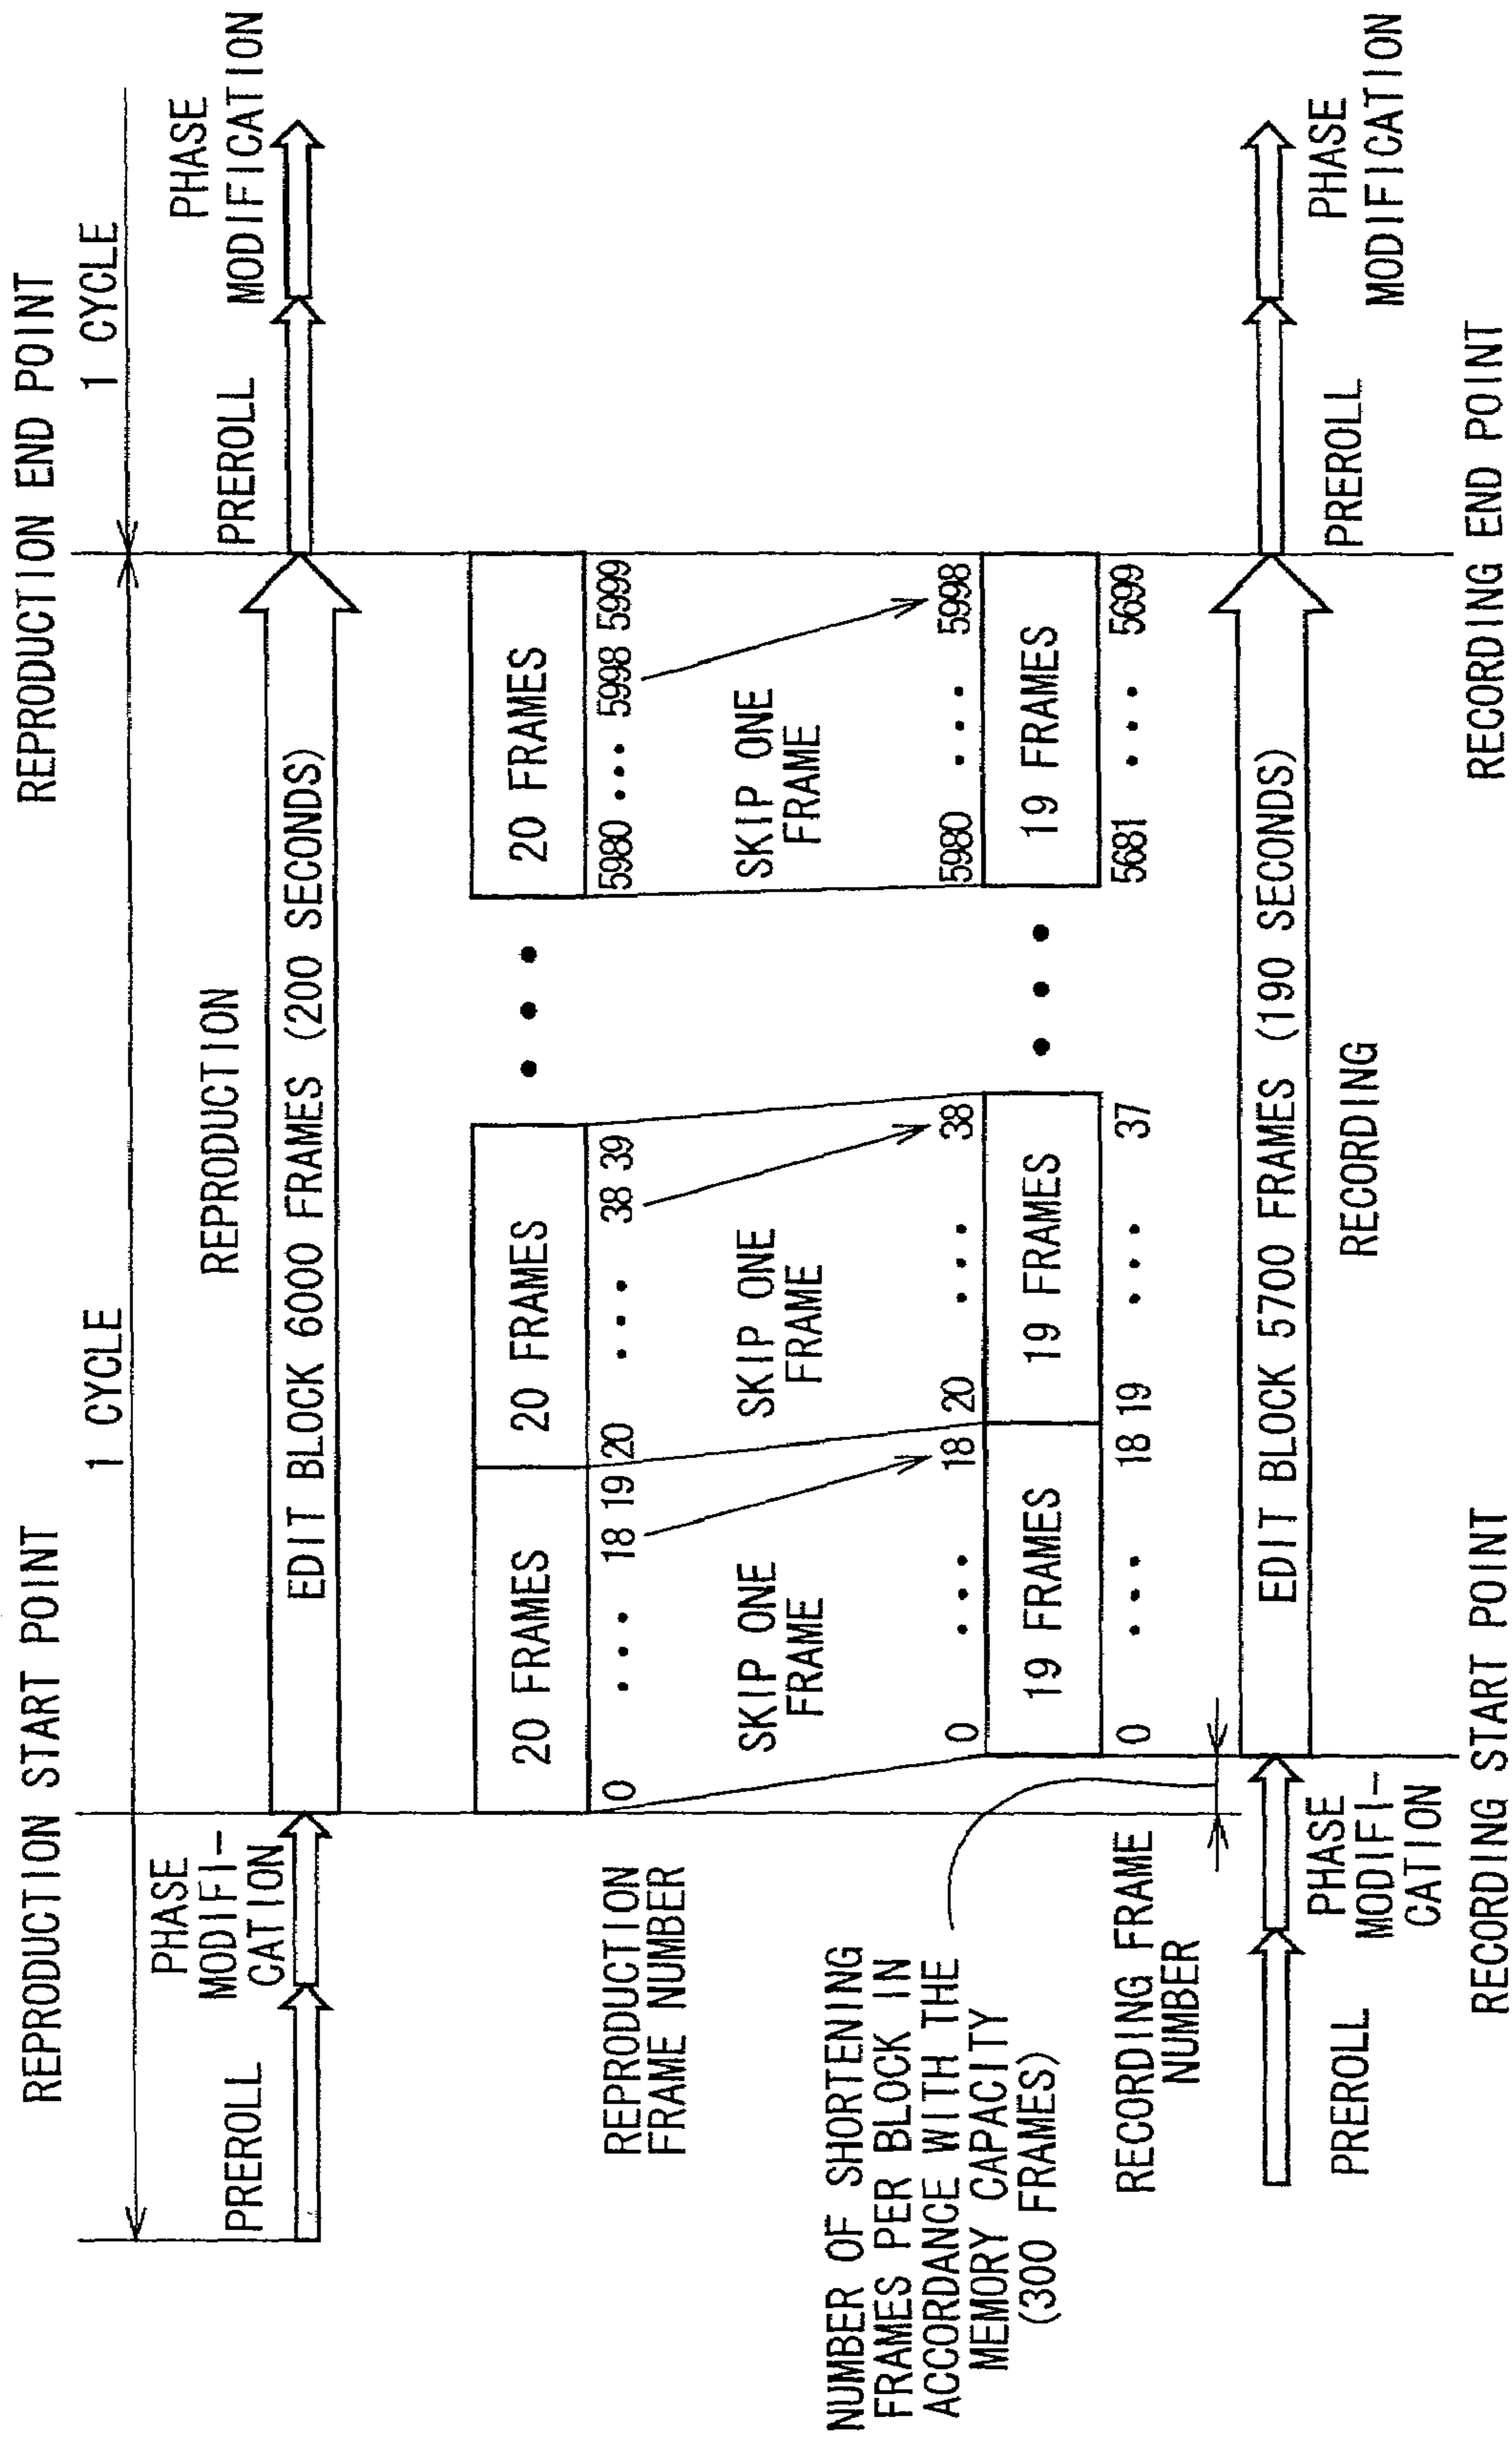 REPRODUCTION START POINT
REPRODUCTION END POINT
1 CYCLE
1 CYCLE
PREROLL
PHASE
MODIFI-
CATION
REPRODUCTION
EDIT BLOCK 6000 FRAMES (200 SECONDS)
PREROLL
PHASE
MODIFICATION
20 FRAMES
20 FRAMES
• • •
20 FRAMES
REPRODUCTION
FRAME NUMBER
0 • • • 18 19 20 • • • 38 39
5980 • • • 5998 5999
SKIP ONE
FRAME
SKIP ONE
FRAME
SKIP ONE
FRAME
NUMBER OF SHORTENING
FRAMES PER BLOCK IN
ACCORDANCE WITH THE
MEMORY CAPACITY
(300 FRAMES)
0 • • • 18 20 • • • 38
5980 • • • 5998
19 FRAMES
19 FRAMES
• • •
19 FRAMES
RECORDING FRAME
NUMBER
0 • • • 18 19 • • • 37
5681 • • • 5699
EDIT BLOCK 5700 FRAMES (190 SECONDS)
PREROLL
PHASE
MODIFI-
CATION
RECORDING
PREROLL
PHASE
MODIFICATION
RECORDING START POINT
RECORDING END POINT